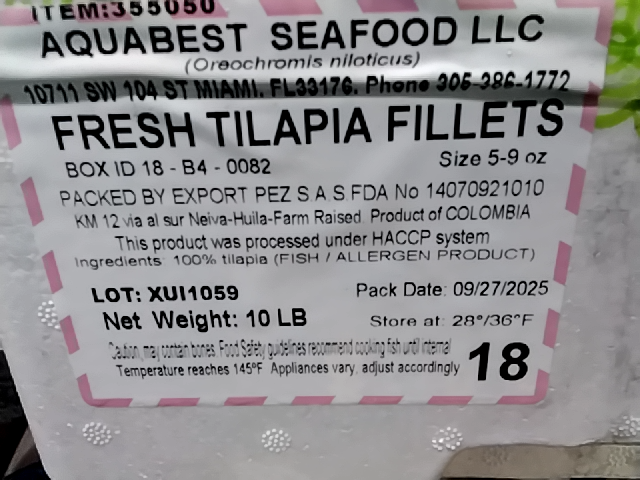 ITEM:355050
AQUABEST SEAFOOD LLC
(Oreochromis niloticus)
10711 SW 104 ST MIAMI. FL33176. Phone 305-386-1772
FRESH TILAPIA FILLETS
BOX ID 18 - B4 - 0082
Size 5-9 oz
PACKED BY EXPORT PEZ S.A.S.FDA No 14070921010
KM 12 via al sur Neiva-Huila-Farm Raised. Product of COLOMBIA
This product was processed under HACCP system
Ingredients: 100% tilapia (FISH / ALLERGEN PRODUCT)
LOT: XUI1059
Pack Date: 09/27/2025
Net Weight: 10 LB
Store at: 28°/36°F
Caution, may contain bones. Food Safety guidelines recommend cooking fish until internal
Temperature reaches 145ºF. Appliances vary, adjust accordingly
18